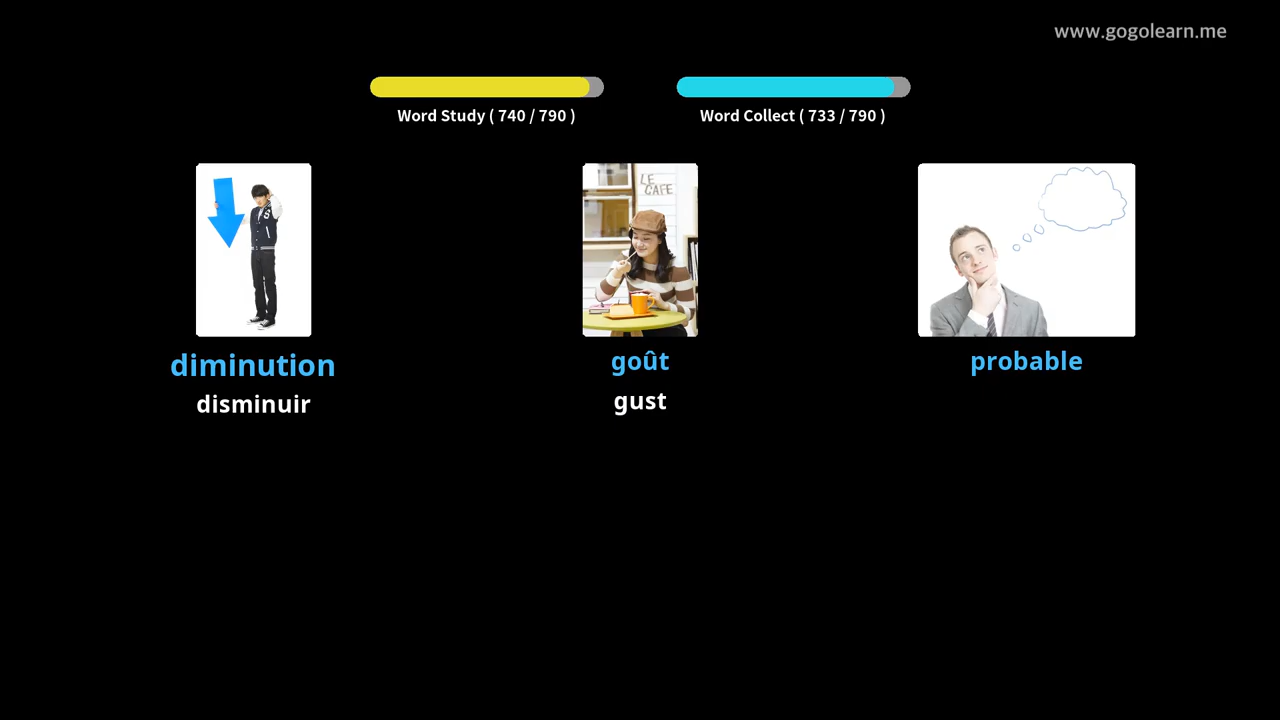 www.gogolearn.me
Word Study ( 740 / 790 )
Word Collect ( 733 / 790 )
S
LE
CAFE
diminution
goût
probable
disminuir
gust